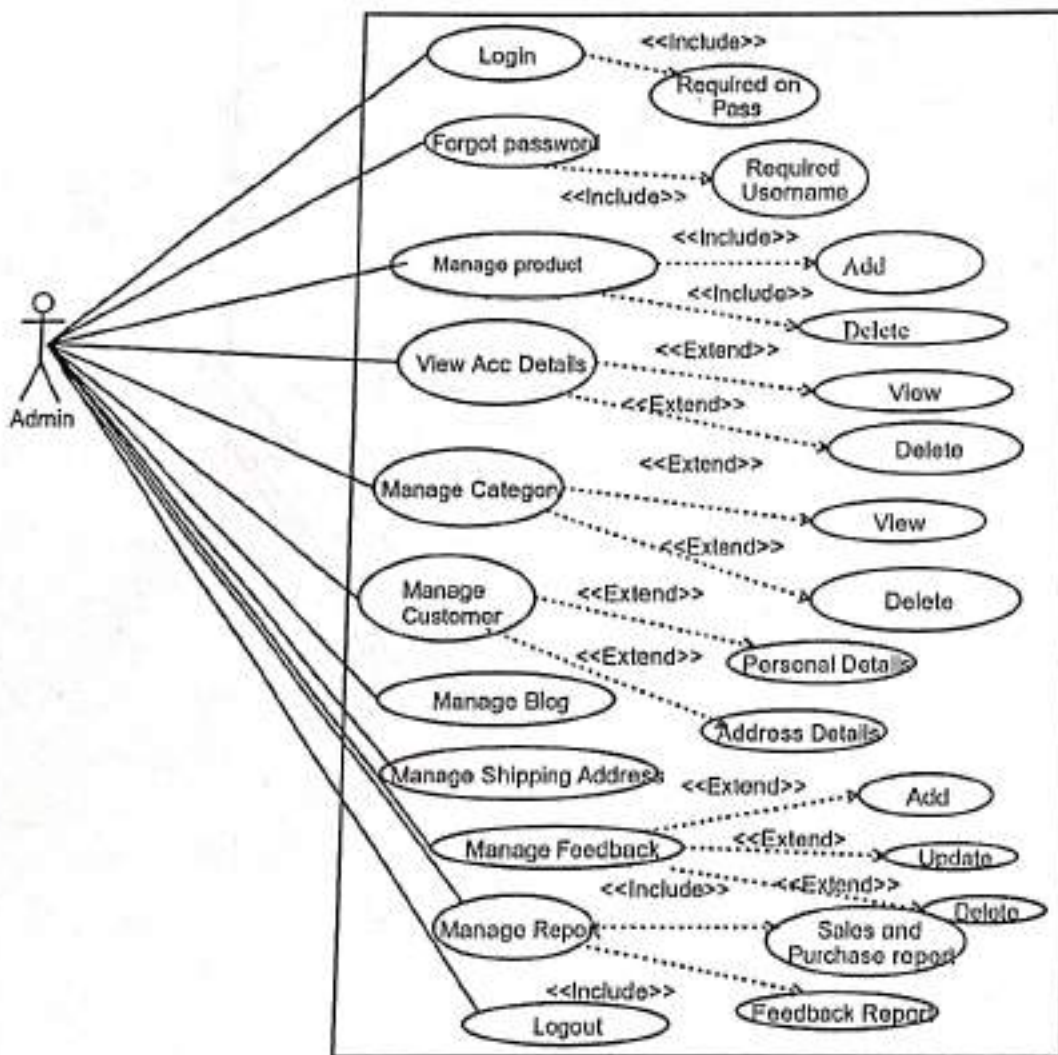 Login
<<Include>>
Required on
Pass
Forgot password
<<Include>>
Required
Username
Manage product
<<Include>>
Add
<<Include>>
Delete
Admin
View Acc Details
<<Extend>>
View
<<Extend>>
Delete
Manage Category
<<Extend>>
View
<<Extend>>
Delete
Manage
Customer
<<Extend>>
Personal Details
<<Extend>>
Address Details
Manage Blog
Manage Shipping Address
Manage Feedback
<<Extend>>
Add
<<Extend>
Update
<<Extend>>
Delete
Manage Report
<<Include>>
Sales and
Purchase report
<<Include>>
Feedback Report
Logout